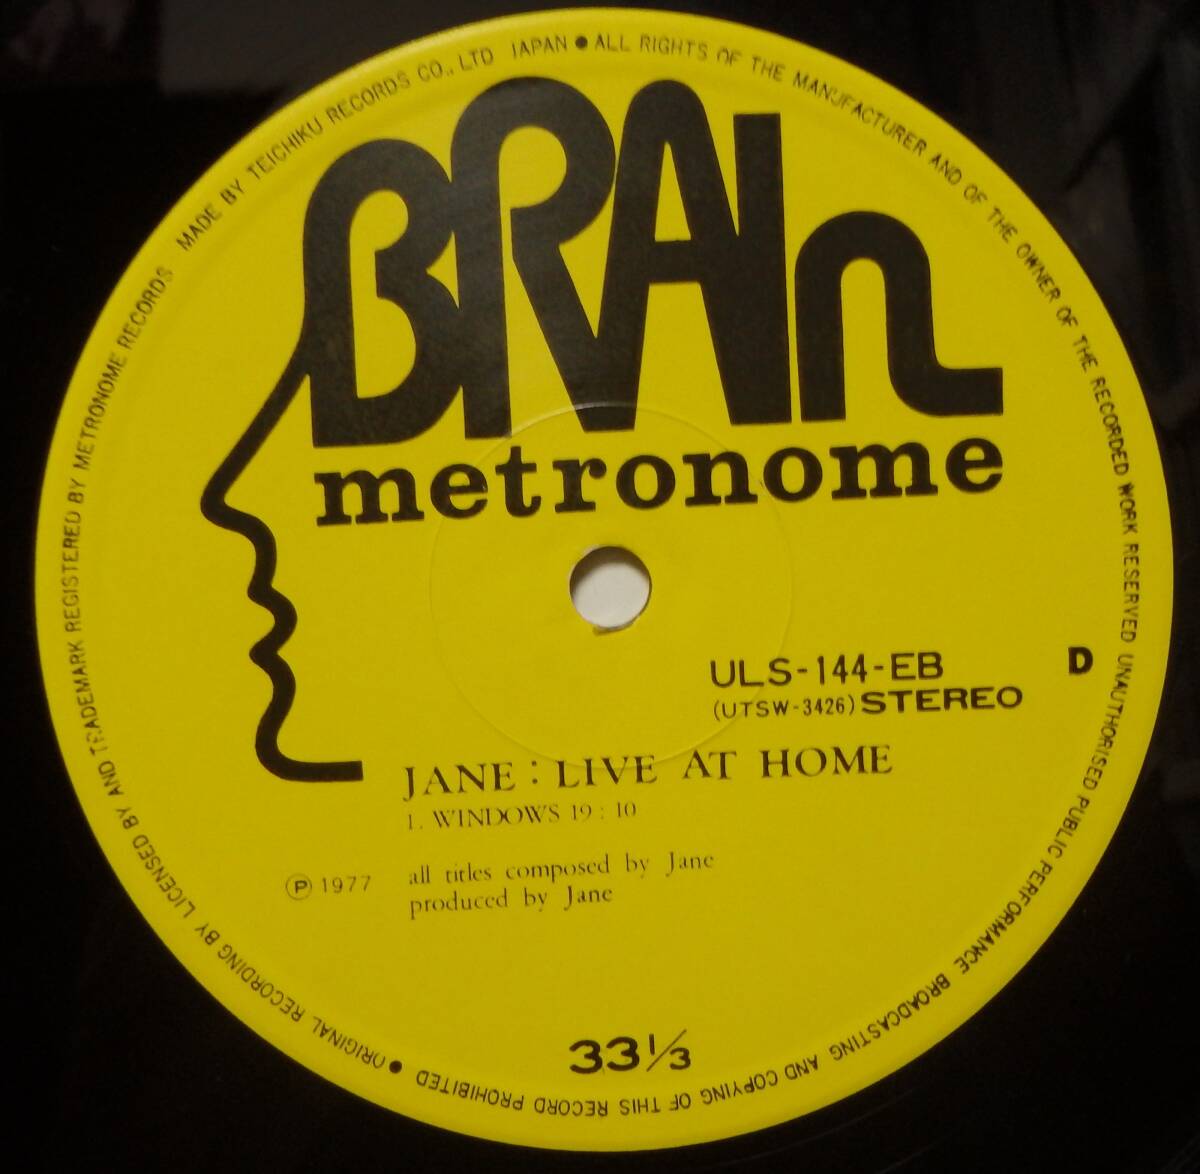 ● ORIGINAL RECORDING BY LICENSED BY AND TRADEMARK REGISTERED BY METRONOME RECORDS MADE BY TEICHIKU RECORDS CO., LTD JAPAN ● ALL RIGHTS OF THE MANUFACTURER AND OF THE OWNER OF THE RECORDED WORK RESERVED UNAUTHORISED PUBLIC PERFORMANCE BROADCASTING AND COPYING OF THIS RECORD PROHIBITED
BRAIn
metronome
ULS-144-EB
D
(UTSW-3426) STEREO
JANE : LIVE AT HOME
1. WINDOWS 19 : 10
all titles composed by Jane
Ⓟ 1977
produced by Jane
33 1/3